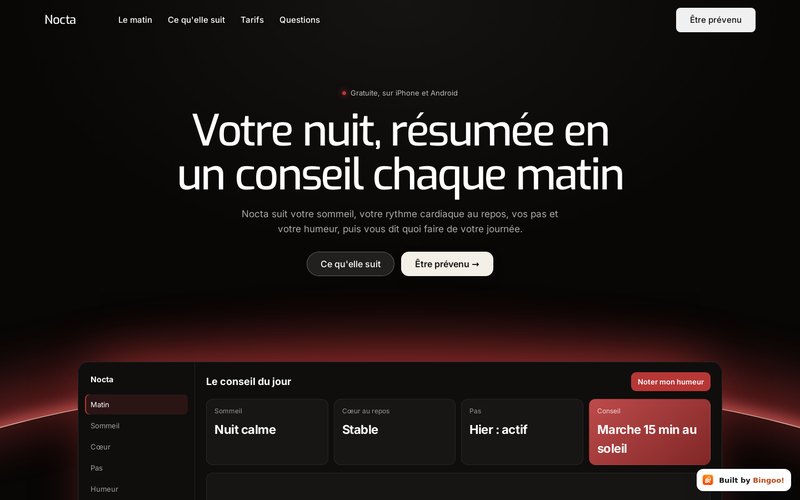 Nocta
Le matin
Ce qu'elle suit
Tarifs
Questions
Être prévenu
Gratuite, sur iPhone et Android
Votre nuit, résumée en
un conseil chaque matin
Nocta suit votre sommeil, votre rythme cardiaque au repos, vos pas et
votre humeur, puis vous dit quoi faire de votre journée.
Ce qu'elle suit
Être prévenu →
Nocta
Matin
Sommeil
Cœur
Pas
Humeur
Le conseil du jour
Noter mon humeur
Sommeil
Nuit calme
Cœur au repos
Stable
Pas
Hier : actif
Conseil
Marche 15 min au
soleil
Built by Bingoo!